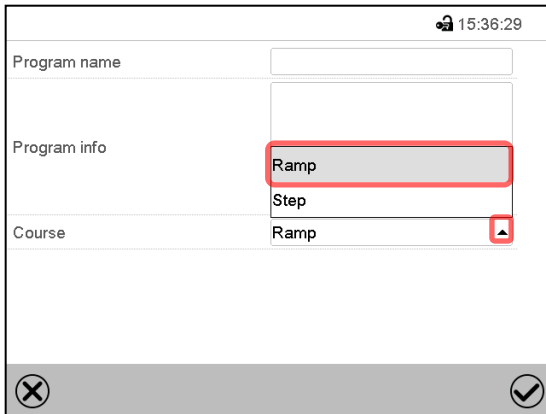 15:36:29
Program name
Program info
Ramp
Step
Course
Ramp